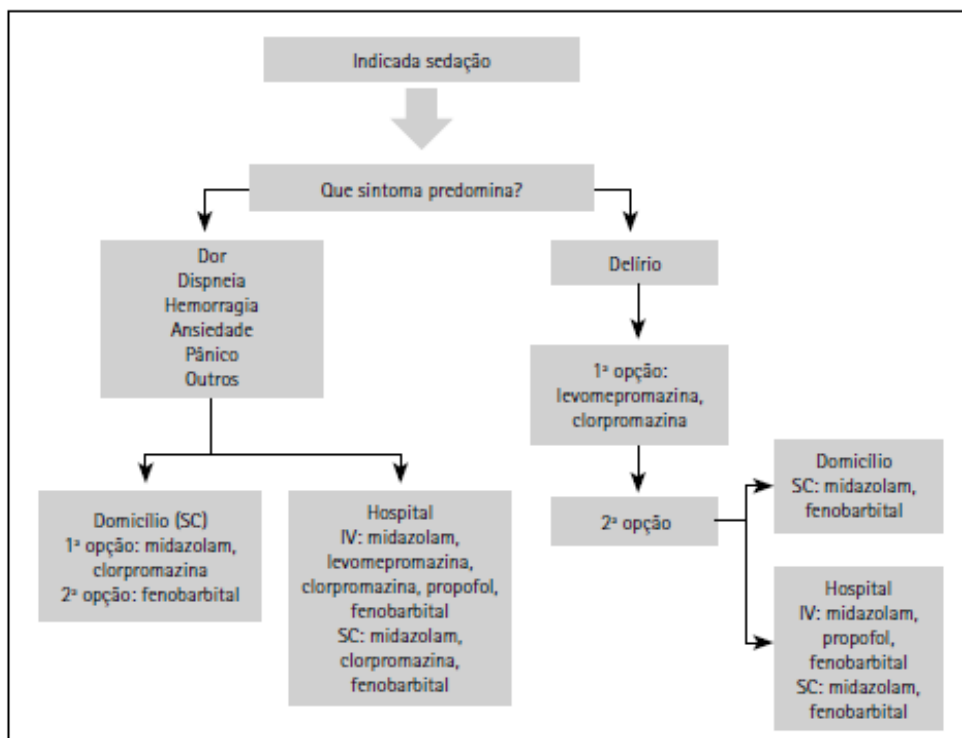 Indicada sedação
Que sintoma predomina?
Dor
Dispneia
Hemorragia
Ansiedade
Pânico
Outros
Delírio
1ª opção:
levomepromazina,
clorpromazina
2ª opção
Domicílio (SC)
1ª opção: midazolam,
clorpromazina
2ª opção: fenobarbital
Hospital
IV: midazolam,
levomepromazina,
clorpromazina, propofol,
fenobarbital
SC: midazolam,
clorpromazina,
fenobarbital
Domicílio
SC: midazolam,
fenobarbital
Hospital
IV: midazolam,
propofol,
fenobarbital
SC: midazolam,
fenobarbital